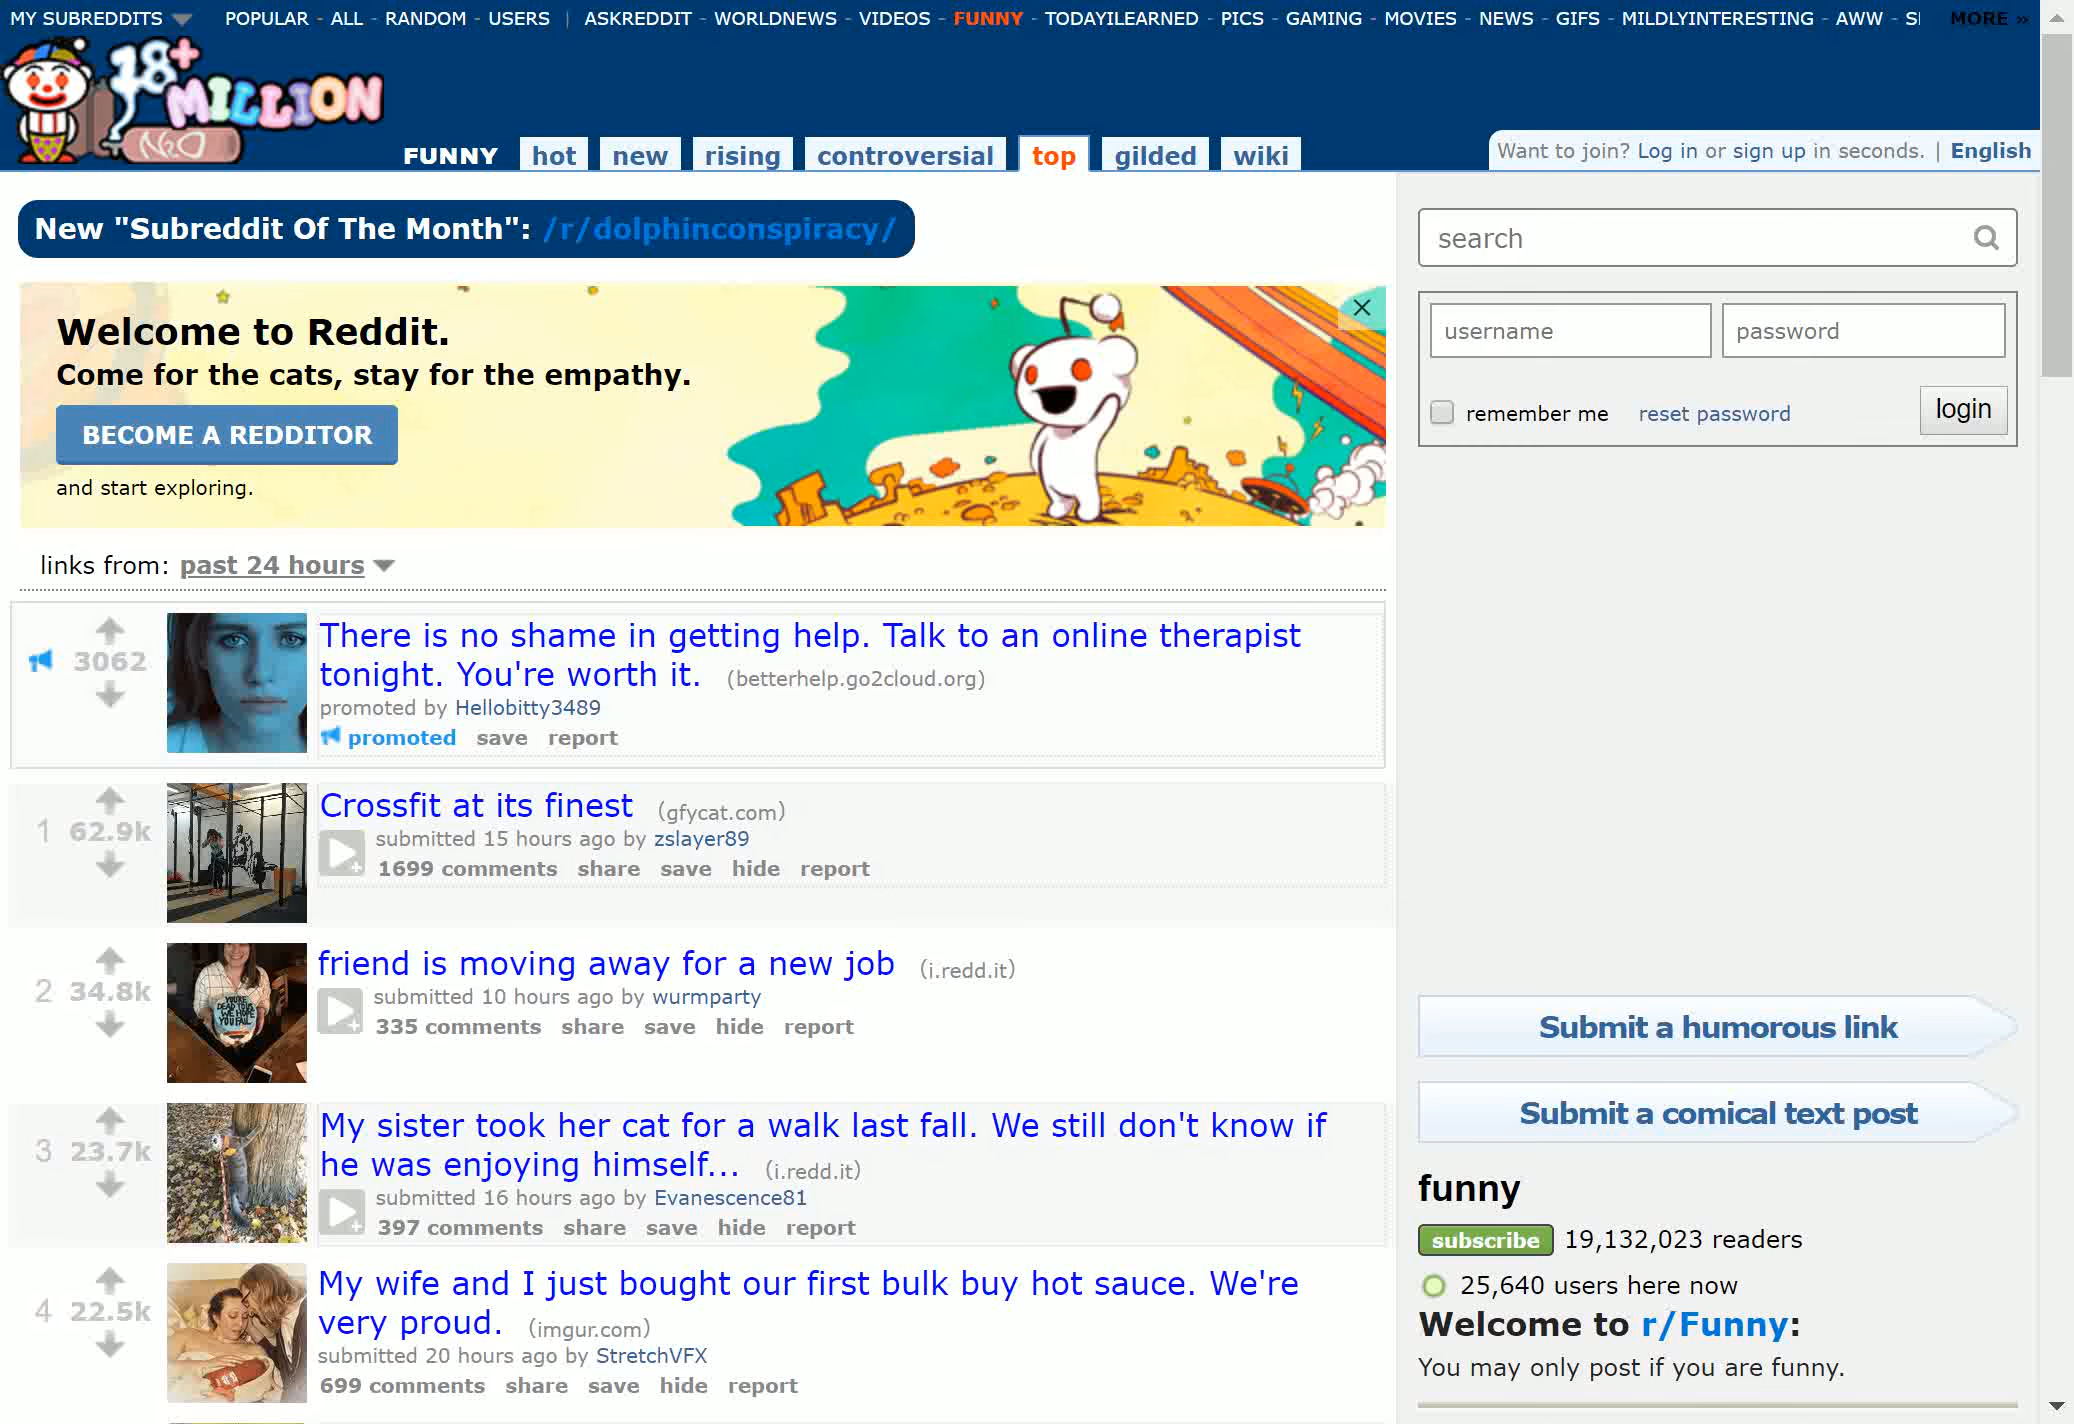 MY SUBREDDITS POPULAR - ALL - RANDOM - USERS | ASKREDDIT - WORLDNEWS - VIDEOS - FUNNY - TODAYILEARNED - PICS - GAMING - MOVIES - NEWS - GIFS - MILDLYINTERESTING - AWW - MORE »
18+
MILLION
N2O
FUNNY hot new rising controversial top gilded wiki
Want to join? Log in or sign up in seconds. | English
New "Subreddit Of The Month": /r/dolphinconspiracy/
search
Welcome to Reddit.
Come for the cats, stay for the empathy.
BECOME A REDDITOR
and start exploring.
username password
remember me reset password login
links from: past 24 hours
3062
There is no shame in getting help. Talk to an online therapist
tonight. You're worth it. (betterhelp.go2cloud.org)
promoted by Hellobitty3489
promoted save report
1 62.9k
Crossfit at its finest (gfycat.com)
submitted 15 hours ago by zslayer89
1699 comments share save hide report
2 34.8k
friend is moving away for a new job (i.redd.it)
submitted 10 hours ago by wurmparty
335 comments share save hide report
YOU'RE
DEAD TO US
WE HOPE
YOU FAIL
3 23.7k
My sister took her cat for a walk last fall. We still don't know if
he was enjoying himself... (i.redd.it)
submitted 16 hours ago by Evanescence81
397 comments share save hide report
4 22.5k
My wife and I just bought our first bulk buy hot sauce. We're
very proud. (imgur.com)
submitted 20 hours ago by StretchVFX
699 comments share save hide report
Submit a humorous link
Submit a comical text post
funny
subscribe 19,132,023 readers
25,640 users here now
Welcome to r/Funny:
You may only post if you are funny.